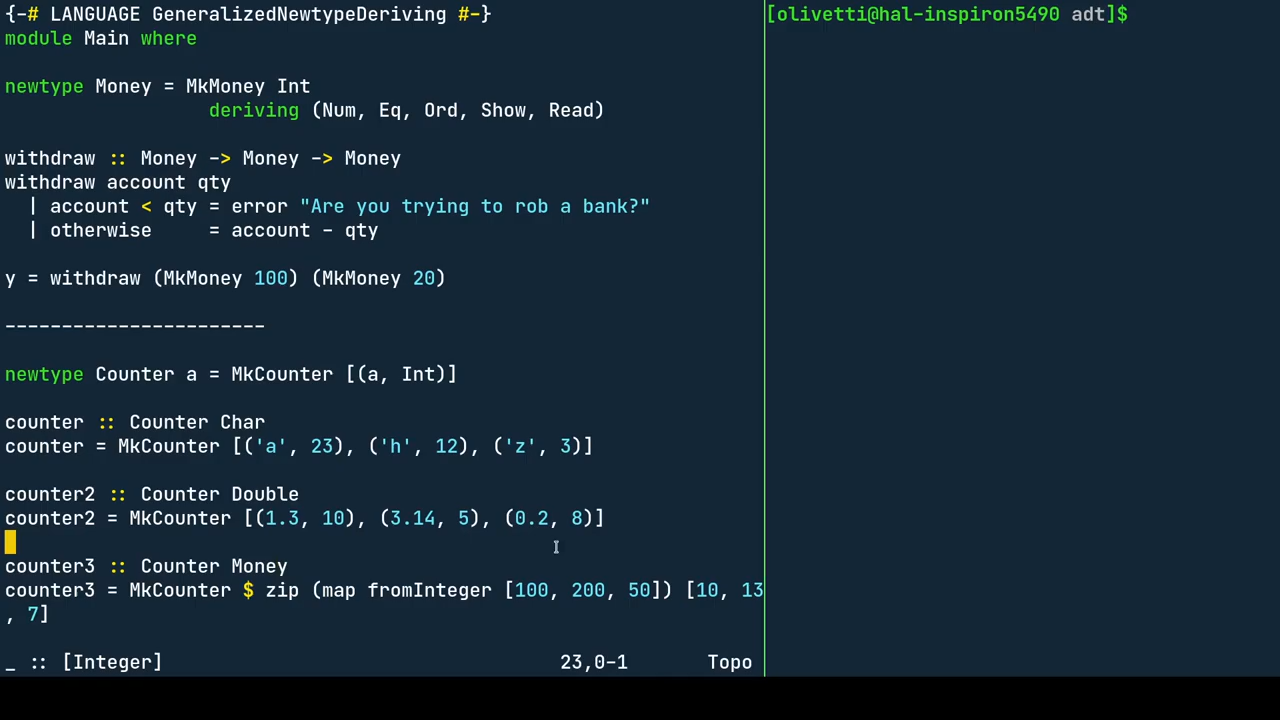 {-# LANGUAGE GeneralizedNewtypeDeriving #-}
module Main where
newtype Money = MkMoney Int
                  deriving (Num, Eq, Ord, Show, Read)
withdraw :: Money -> Money -> Money
withdraw account qty
  | account < qty = error "Are you trying to rob a bank?"
  | otherwise     = account - qty
y = withdraw (MkMoney 100) (MkMoney 20)
-----------------------
newtype Counter a = MkCounter [(a, Int)]
counter :: Counter Char
counter = MkCounter [('a', 23), ('h', 12), ('z', 3)]
counter2 :: Counter Double
counter2 = MkCounter [(1.3, 10), (3.14, 5), (0.2, 8)]
counter3 :: Counter Money
counter3 = MkCounter $ zip (map fromInteger [100, 200, 50]) [10, 13
, 7]
_ :: [Integer]                                   23,0-1       Topo
[olivetti@hal-inspiron5490 adt]$